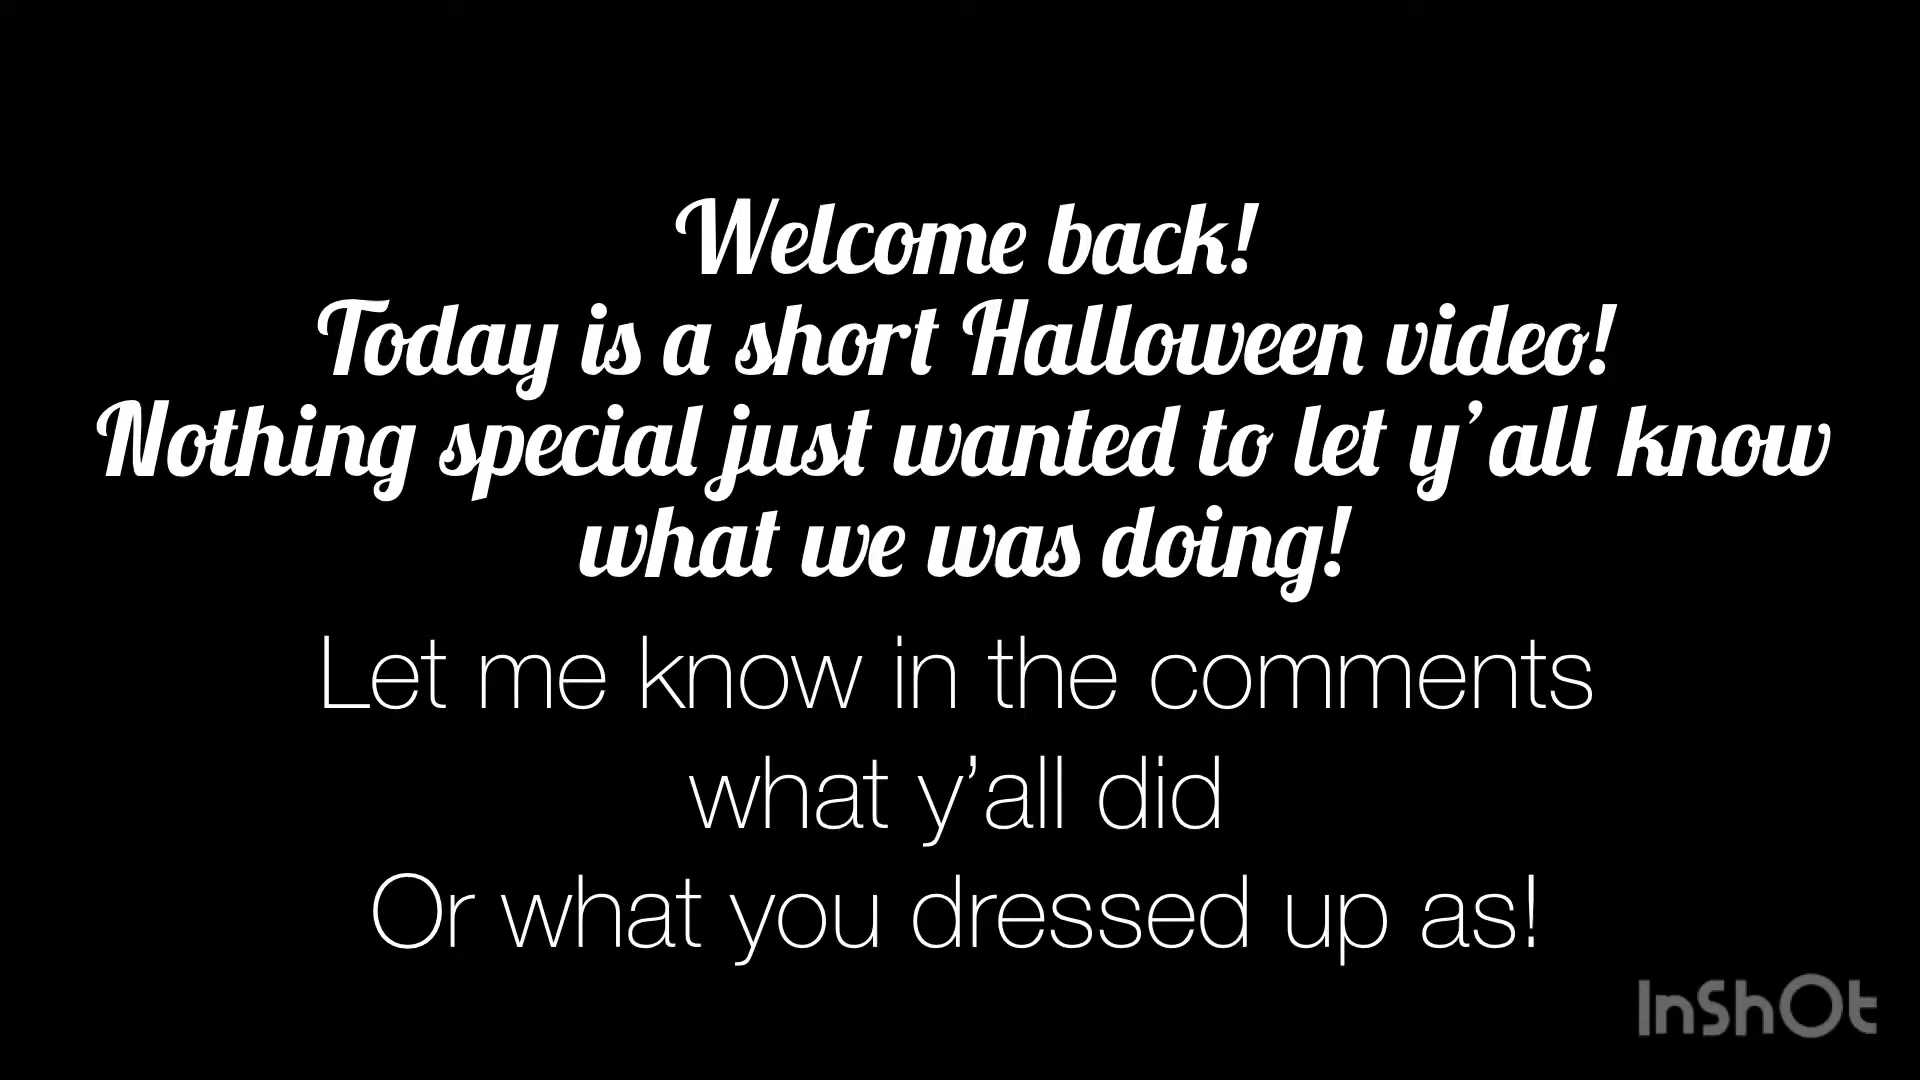 Welcome back!
Today is a short Halloween video!
Nothing special just wanted to let y’all know
what we was doing!
Let me know in the comments
what y’all did
Or what you dressed up as!
InShOt